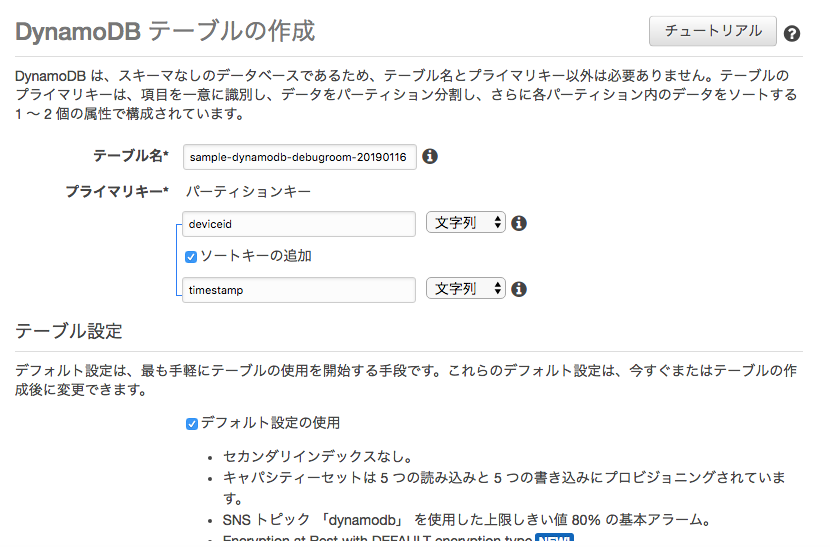 DynamoDB テーブルの作成
チュートリアル
DynamoDB は、スキーマなしのデータベースであるため、テーブル名とプライマリキー以外は必要ありません。テーブルの
プライマリキーは、項目を一意に識別し、データをパーティション分割し、さらに各パーティション内のデータをソートする
1 〜 2 個の属性で構成されています。
テーブル名* sample-dynamodb-debugroom-20190116
プライマリキー* パーティションキー
deviceid 文字列
ソートキーの追加
timestamp 文字列
テーブル設定
デフォルト設定は、最も手軽にテーブルの使用を開始する手段です。これらのデフォルト設定は、今すぐまたはテーブルの作
成後に変更できます。
デフォルト設定の使用
• セカンダリインデックスなし。
• キャパシティーセットは 5 つの読み込みと 5 つの書き込みにプロビジョニングされていま
す。
• SNS トピック 「dynamodb」 を使用した上限しきい値 80% の基本アラーム。
• Encryption at Rest with DEFAULT encryption type NEW!